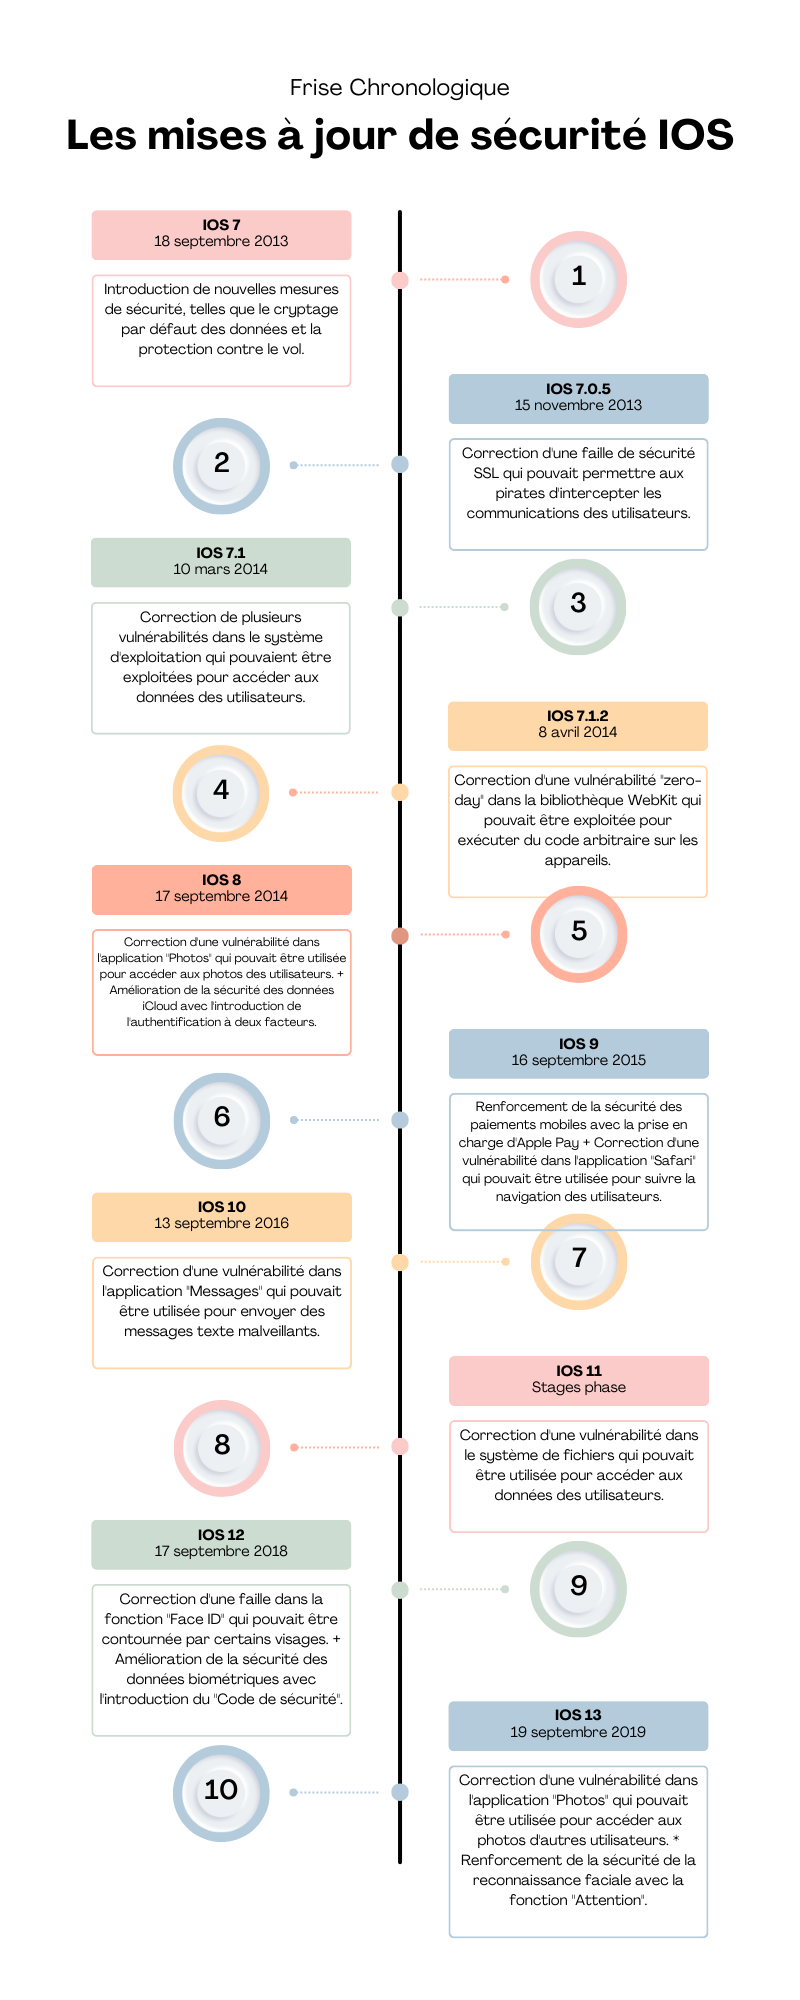 Frise Chronologique
Les mises à jour de sécurité IOS
IOS 7
18 septembre 2013
Introduction de nouvelles mesures
de sécurité, telles que le cryptage
par défaut des données et la
protection contre le vol.
1
IOS 7.0.5
15 novembre 2013
Correction d'une faille de sécurité
SSL qui pouvait permettre aux
pirates d'intercepter les
communications des utilisateurs.
2
IOS 7.1
10 mars 2014
Correction de plusieurs
vulnérabilités dans le système
d'exploitation qui pouvaient être
exploitées pour accéder aux
données des utilisateurs.
3
IOS 7.1.2
8 avril 2014
Correction d'une vulnérabilité "zero-
day" dans la bibliothèque WebKit qui
pouvait être exploitée pour
exécuter du code arbitraire sur les
appareils.
4
IOS 8
17 septembre 2014
Correction d'une vulnérabilité dans
l'application "Photos" qui pouvait être utilisée
pour accéder aux photos des utilisateurs. +
Amélioration de la sécurité des données
iCloud avec l'introduction de
l'authentification à deux facteurs.
5
IOS 9
16 septembre 2015
Renforcement de la sécurité des
paiements mobiles avec la prise en
charge d'Apple Pay + Correction d'une
vulnérabilité dans l'application "Safari"
qui pouvait être utilisée pour suivre la
navigation des utilisateurs.
6
IOS 10
13 septembre 2016
Correction d'une vulnérabilité dans
l'application "Messages" qui pouvait
être utilisée pour envoyer des
messages texte malveillants.
7
IOS 11
Stages phase
Correction d'une vulnérabilité dans
le système de fichiers qui pouvait
être utilisée pour accéder aux
données des utilisateurs.
8
IOS 12
17 septembre 2018
Correction d'une faille dans la
fonction "Face ID" qui pouvait être
contournée par certains visages. +
Amélioration de la sécurité des
données biométriques avec
l'introduction du "Code de sécurité".
9
IOS 13
19 septembre 2019
Correction d'une vulnérabilité dans
l'application "Photos" qui pouvait
être utilisée pour accéder aux
photos d'autres utilisateurs. *
Renforcement de la sécurité de la
reconnaissance faciale avec la
fonction "Attention".
10